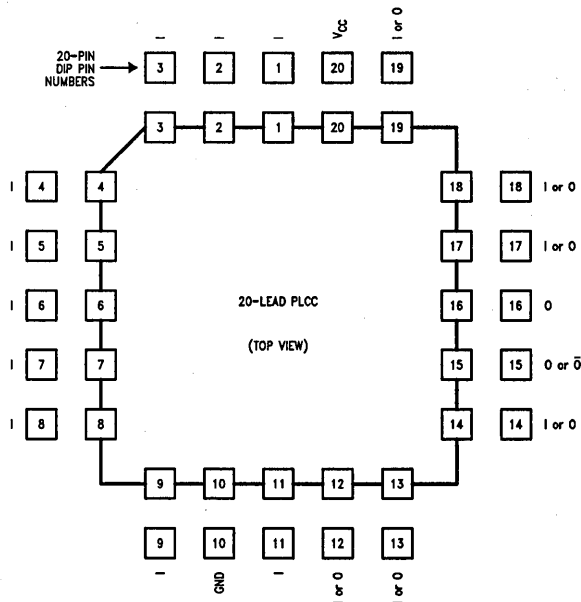 I I I VCC I or O
20-PIN
DIP PIN
NUMBERS
3 2 1 20 19
3 2 1 20 19
I 4 4 18 18 I or O
I 5 5 17 17 I or O
I 6 6 20-LEAD PLCC 16 16 O
(TOP VIEW)
I 7 7 15 15 O or O̅
I 8 8 14 14 I or O
9 10 11 12 13
9 10 11 12 13
I GND I I or O I or O